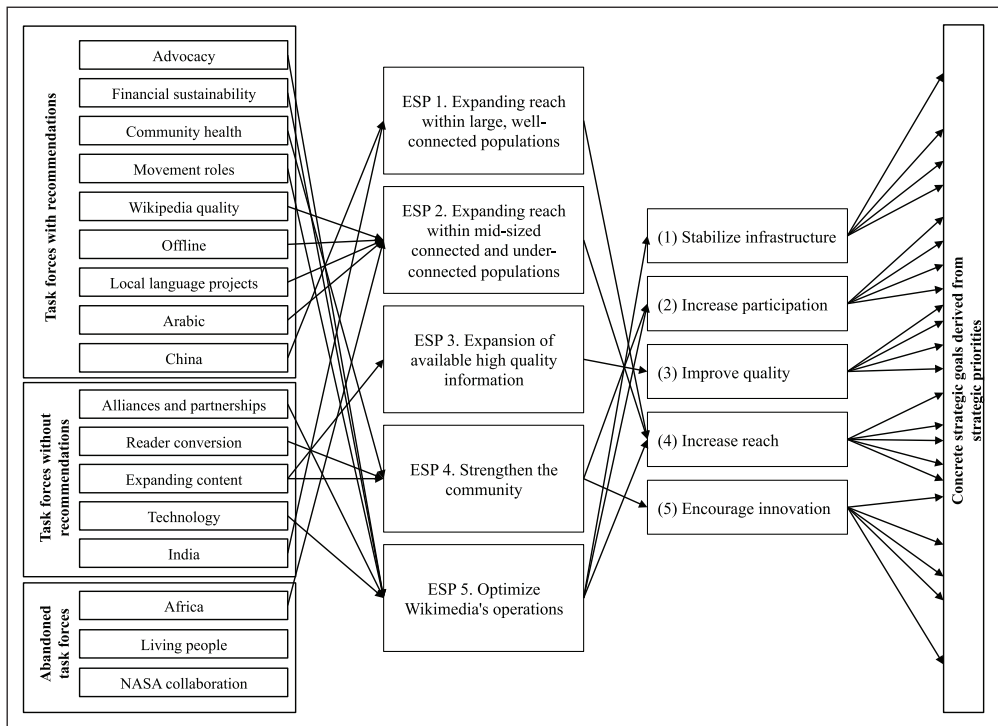 Task forces with recommendations
Advocacy
Financial sustainability
Community health
Movement roles
Wikipedia quality
Offline
Local language projects
Arabic
China
Task forces without
recommendations
Alliances and partnerships
Reader conversion
Expanding content
Technology
India
Abandoned
task forces
Africa
Living people
NASA collaboration
ESP 1. Expanding reach
within large, well-
connected populations
ESP 2. Expanding reach
within mid-sized
connected and under-
connected populations
ESP 3. Expansion of
available high quality
information
ESP 4. Strengthen the
community
ESP 5. Optimize
Wikimedia's operations
(1) Stabilize infrastructure
(2) Increase participation
(3) Improve quality
(4) Increase reach
(5) Encourage innovation
Concrete strategic goals derived from
strategic priorities